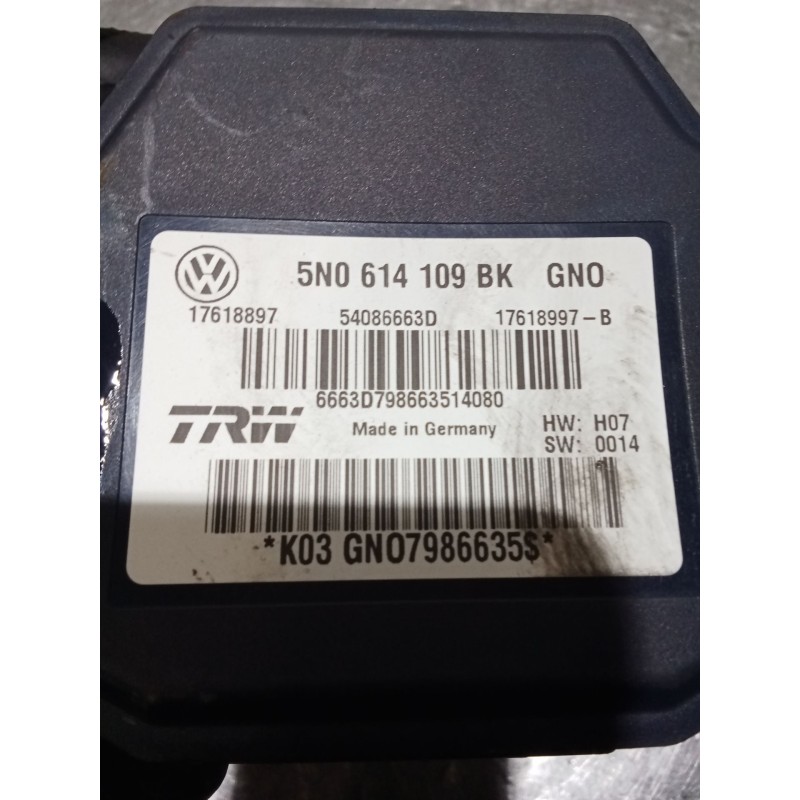 5N0 614 109 BK GNO
17618897 54086663D 17618997-B
6663D798663514080
TRW Made in Germany HW: H07
SW: 0014
*K03 GNO7986635$*